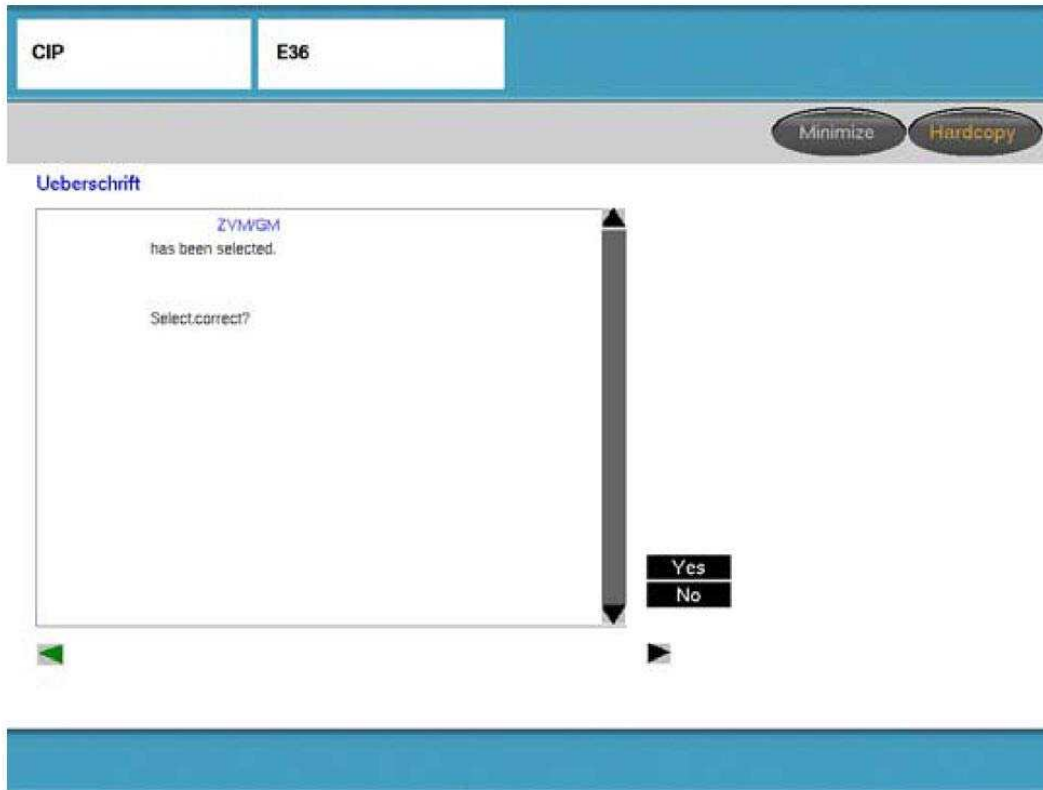 CIP
E36
Minimize
Hardcopy
Ueberschrift
ZVM/GM
has been selected.
Select.correct?
Yes
No